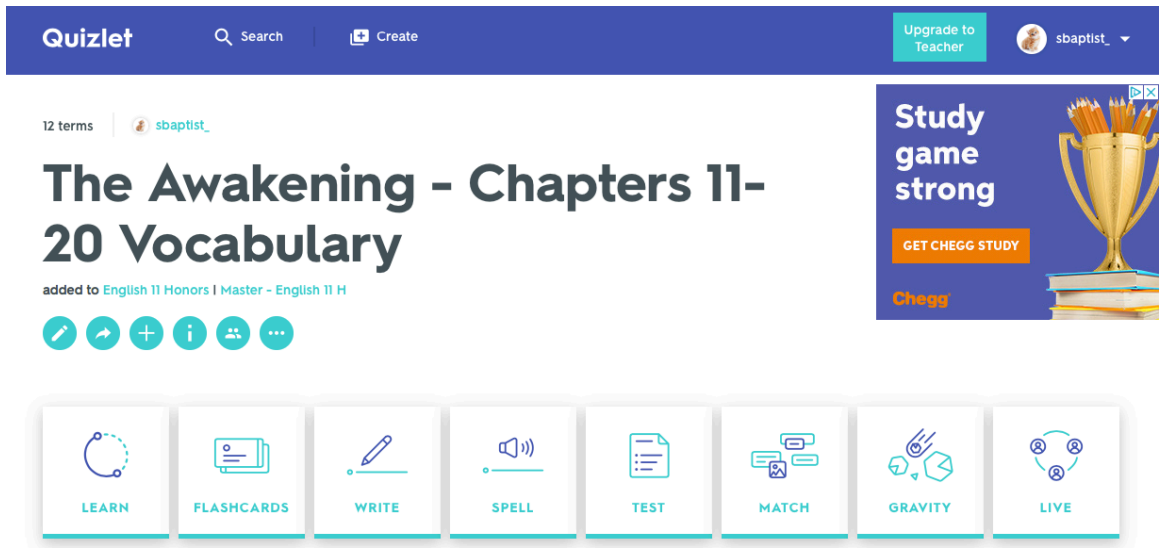 Quizlet
Search
Create
Upgrade to
Teacher
sbaptist_
12 terms
sbaptist_
The Awakening - Chapters 11-
20 Vocabulary
added to English 11 Honors | Master - English 11 H
Study
game
strong
GET CHEGG STUDY
Chegg
LEARN
FLASHCARDS
WRITE
SPELL
TEST
MATCH
GRAVITY
LIVE